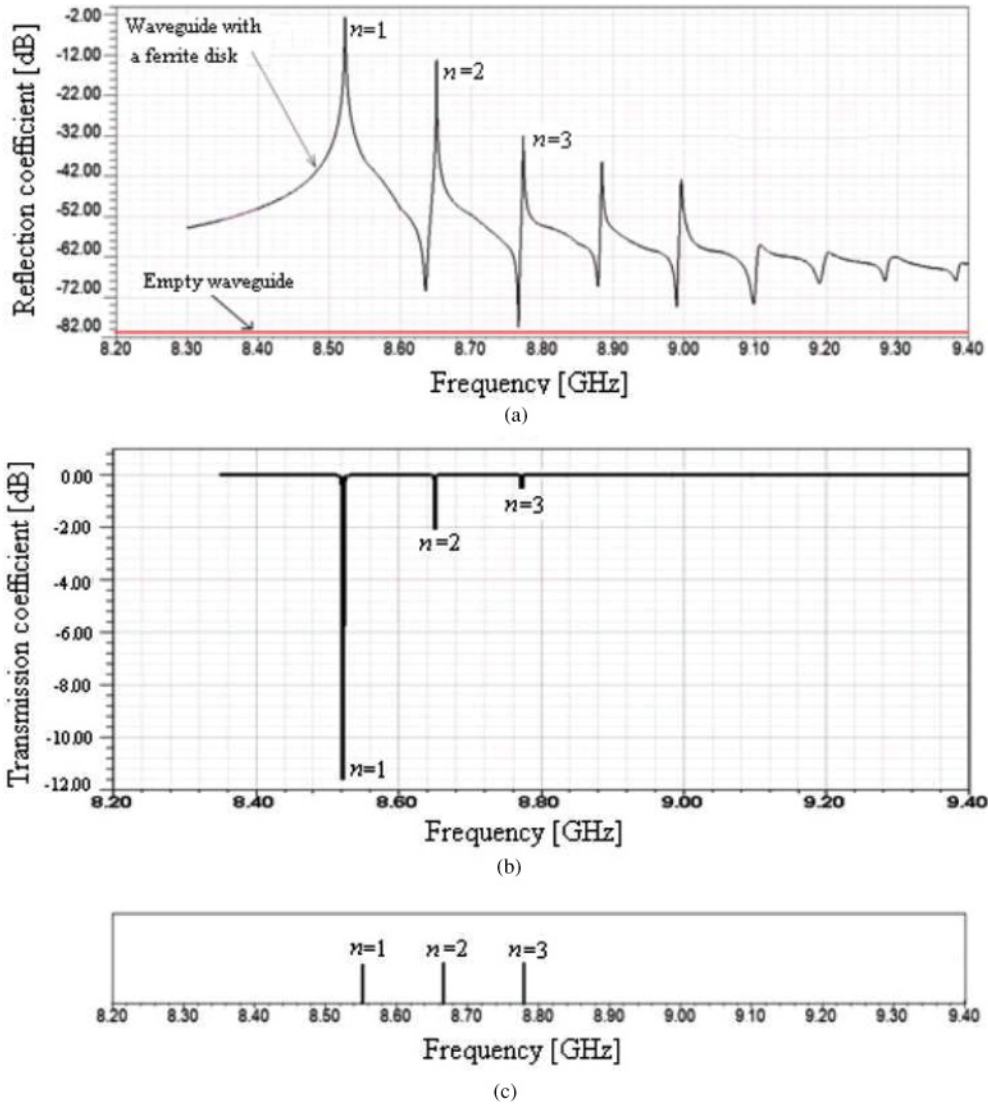 Reflection coefficient [dB]
-2.00
-12.00
-22.00
-32.00
-42.00
-52.00
-62.00
-72.00
-82.00
Waveguide with
a ferrite disk
n=1
n=2
n=3
Empty waveguide
8.20 8.30 8.40 8.50 8.60 8.70 8.80 8.90 9.00 9.10 9.20 9.30 9.40
Frequency [GHz]
(a)
Transmission coefficient [dB]
0.00
-2.00
-4.00
-6.00
-8.00
-10.00
-12.00
n=3
n=2
n=1
8.20 8.40 8.60 8.80 9.00 9.20 9.40
Frequency [GHz]
(b)
n=1 n=2 n=3
8.20 8.30 8.40 8.50 8.60 8.70 8.80 8.90 9.00 9.10 9.20 9.30 9.40
Frequency [GHz]
(c)